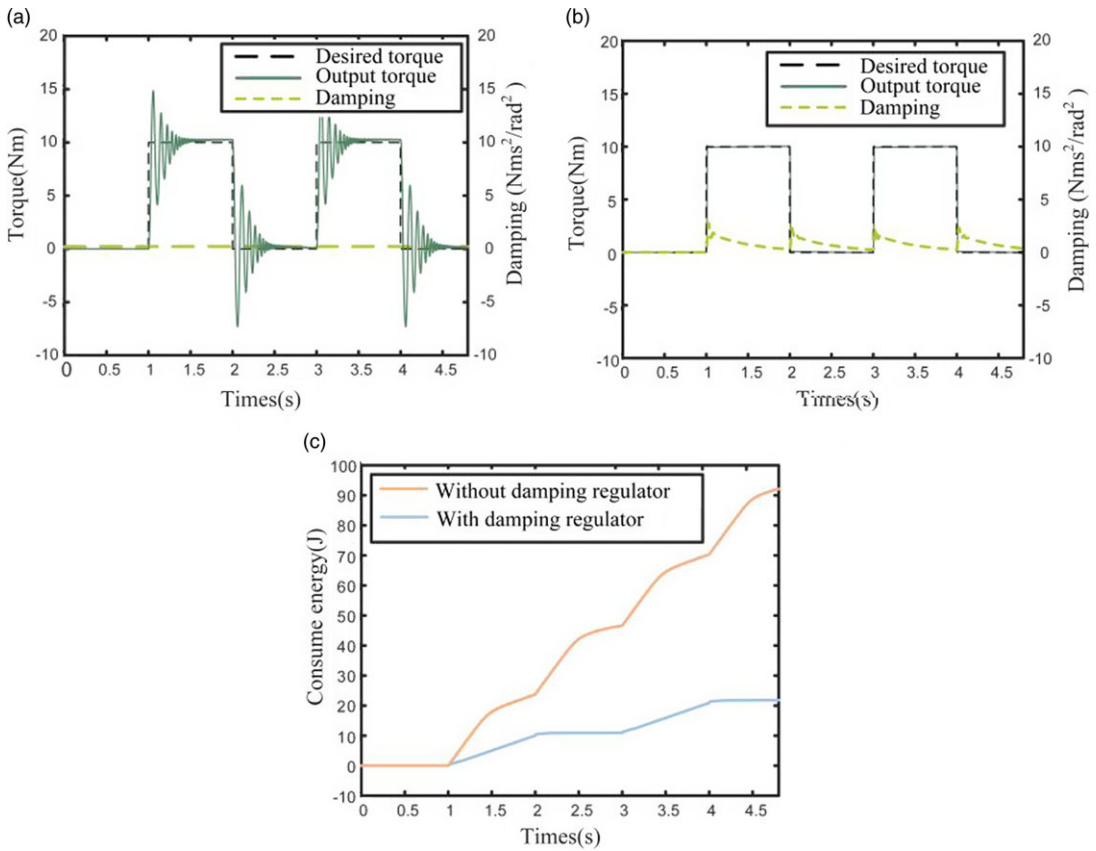 (a)
20
15
10
5
0
-5
-10
Torque(Nm)
Desired torque
Output torque
Damping
20
15
10
5
0
-5
-10
Damping (Nms²/rad²)
0 0.5 1 1.5 2 2.5 3 3.5 4 4.5
Times(s)
(b)
20
15
10
5
0
-5
-10
Torque(Nm)
Desired torque
Output torque
Damping
20
15
10
5
0
-5
-10
Damping (Nms²/rad²)
0 0.5 1 1.5 2 2.5 3 3.5 4 4.5
Times(s)
(c)
100
90
80
70
60
50
40
30
20
10
0
-10
Consume energy(J)
Without damping regulator
With damping regulator
0 0.5 1 1.5 2 2.5 3 3.5 4 4.5
Times(s)